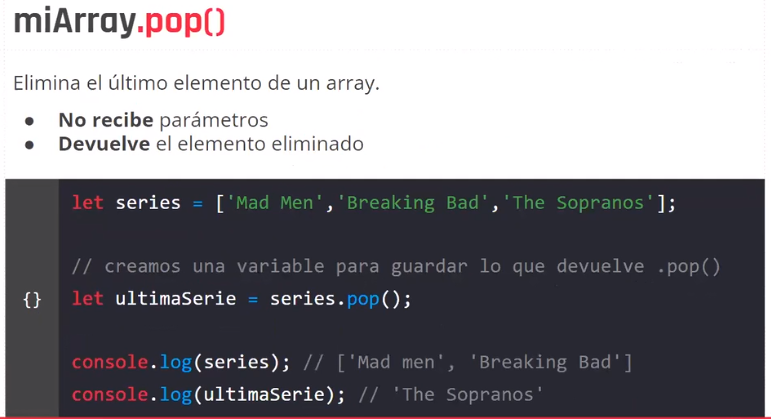 miArray.pop()
Elimina el último elemento de un array.
● No recibe parámetros
● Devuelve el elemento eliminado
let series = ['Mad Men','Breaking Bad','The Sopranos'];
// creamos una variable para guardar lo que devuelve .pop()
{} let ultimaSerie = series.pop();
console.log(series); // ['Mad men', 'Breaking Bad']
console.log(ultimaSerie); // 'The Sopranos'